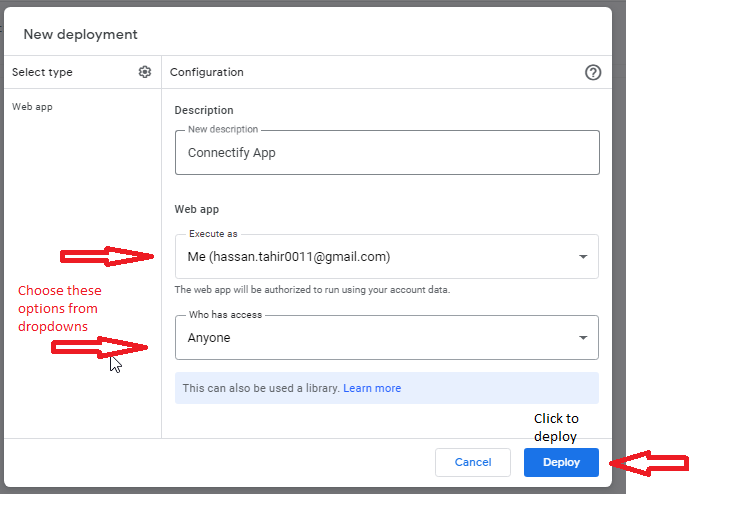 New deployment
Select type
Configuration
Web app
Description
New description
Connectify App
Web app
Execute as
Me (hassan.tahir0011@gmail.com)
The web app will be authorized to run using your account data.
Choose these
options from
dropdowns
Who has access
Anyone
This can also be used a library. Learn more
Click to
deploy
Cancel
Deploy